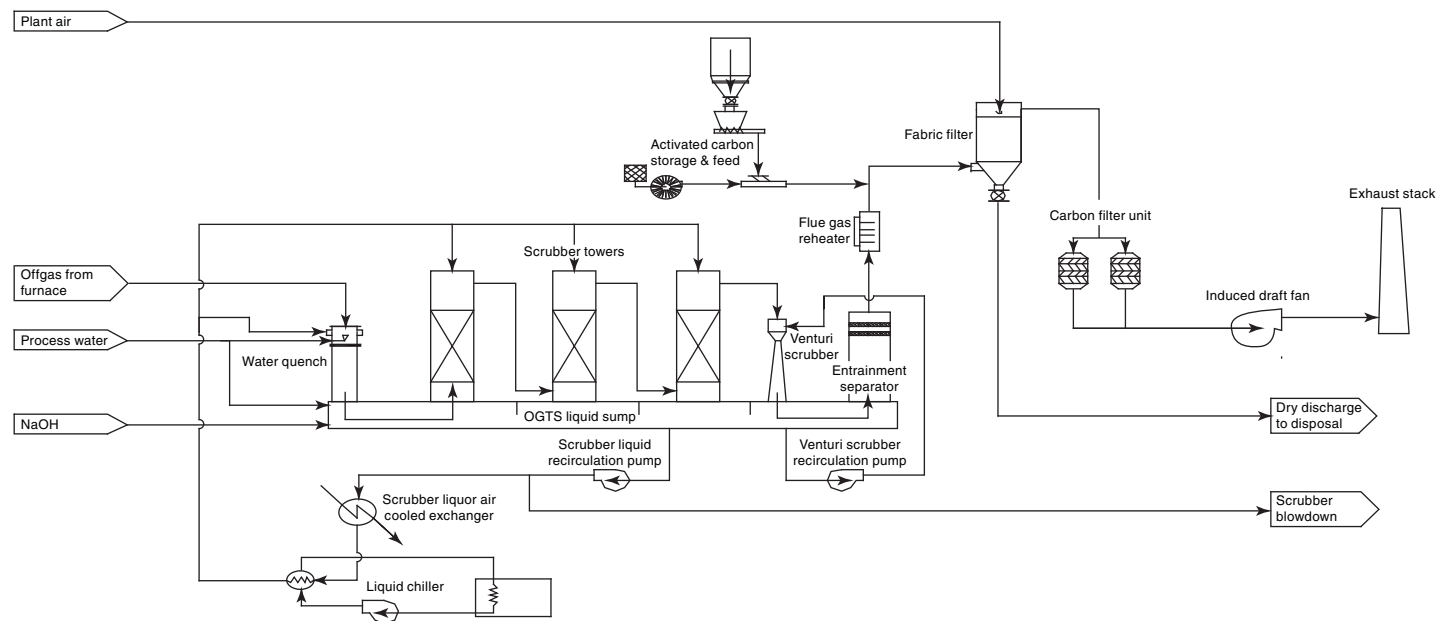 Plant air
Activated carbon
storage & feed
Fabric filter
Exhaust stack
Carbon filter unit
Flue gas
reheater
Scrubber towers
Offgas from
furnace
Induced draft fan
Process water
Water quench
Venturi
scrubber
Entrainment
separator
OGTS liquid sump
NaOH
Dry discharge
to disposal
Scrubber liquid
recirculation pump
Venturi scrubber
recirculation pump
Scrubber liquor air
cooled exchanger
Scrubber
blowdown
Liquid chiller